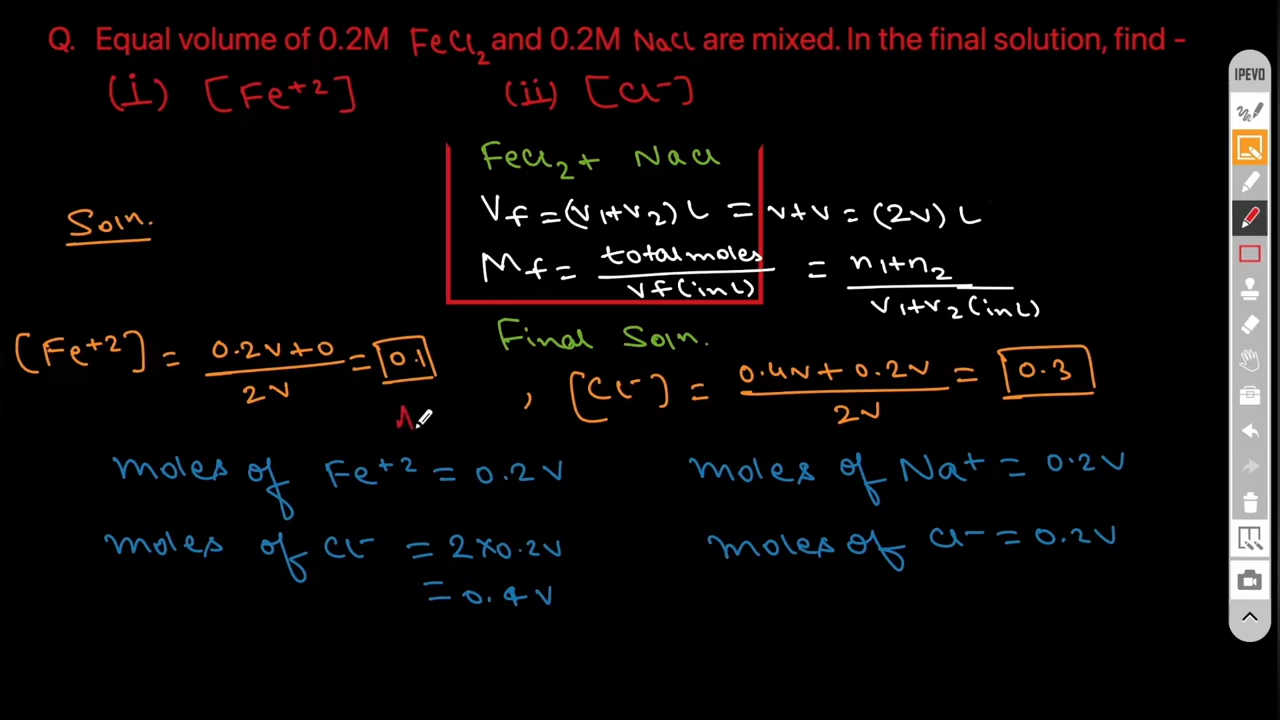 Q. Equal volume of 0.2M FeCl₂ and 0.2M NaCl are mixed. In the final solution, find -
(i) [Fe⁺²] (ii) [Cl⁻]
IPEVO
FeCl₂ + NaCl
Soln.
Vf = (V₁+V₂) L = V+V = (2V) L
Mf = total moles / Vf (in L) = n₁+n₂ / V₁+V₂ (in L)
Final Soln.
[Fe⁺²] = 0.2V+0 / 2V = 0.1 , [Cl⁻] = 0.4V + 0.2V / 2V = 0.3
moles of Fe⁺² = 0.2V
moles of Na⁺ = 0.2V
moles of Cl⁻ = 2×0.2V
= 0.4V
moles of Cl⁻ = 0.2V